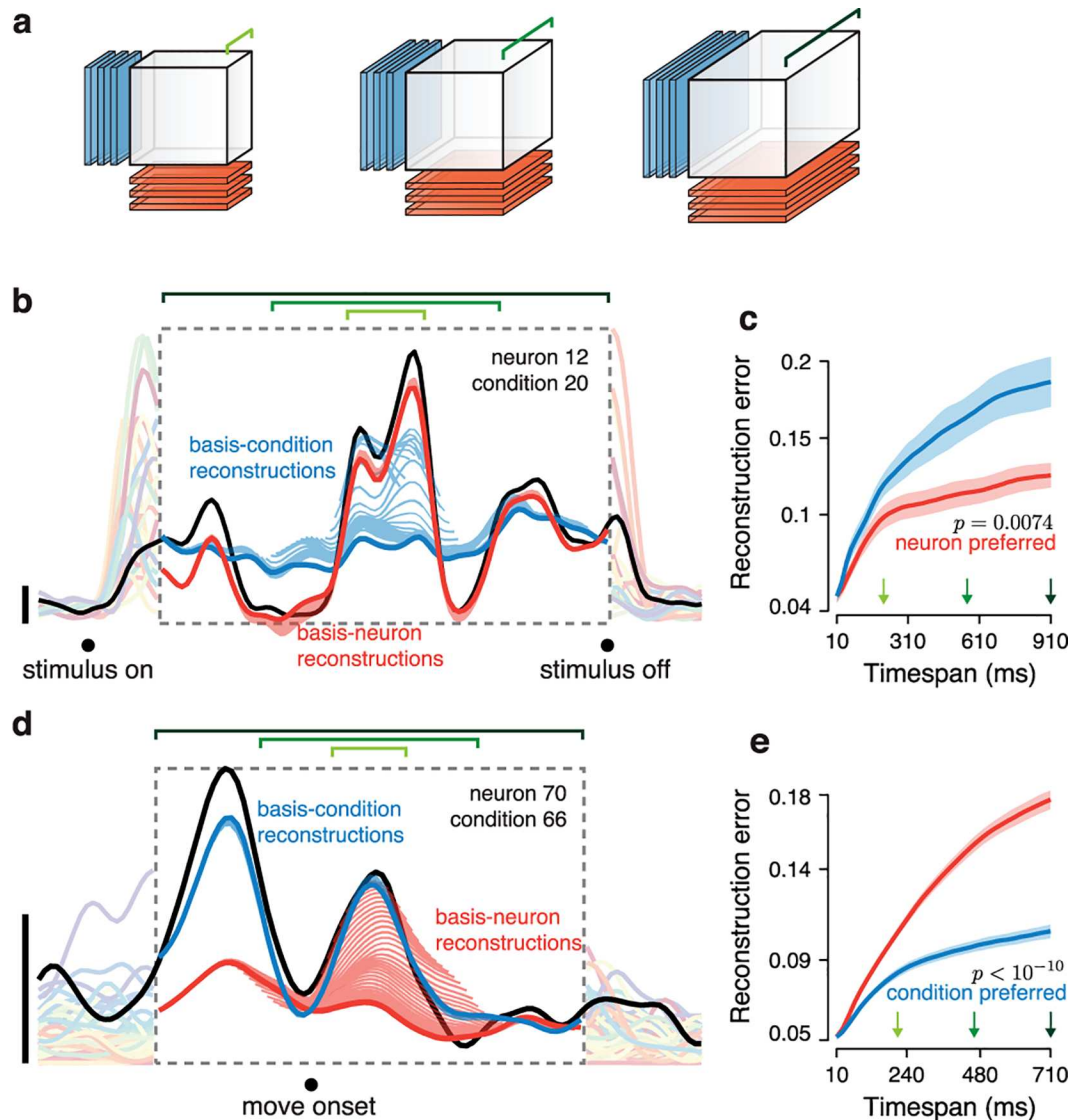 a
b
neuron 12
condition 20
basis-condition
reconstructions
basis-neuron
reconstructions
stimulus on
stimulus off
c
Reconstruction error
0.2
0.15
0.1
0.04
p = 0.0074
neuron preferred
10 310 610 910
Timespan (ms)
d
neuron 70
condition 66
basis-condition
reconstructions
basis-neuron
reconstructions
move onset
e
Reconstruction error
0.18
0.14
0.09
0.05
p < 10⁻¹⁰
condition preferred
10 240 480 710
Timespan (ms)